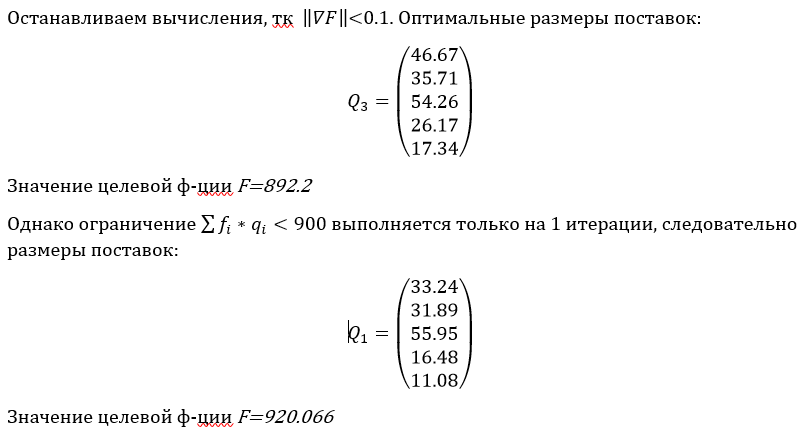 Останавливаем вычисления, тк ‖∇F‖<0.1. Оптимальные размеры поставок:
46.67
35.71
Q₃ = 54.26
26.17
17.34
Значение целевой ф-ции F=892.2
Однако ограничение ∑ fᵢ * qᵢ < 900 выполняется только на 1 итерации, следовательно
размеры поставок:
33.24
31.89
Q₁ = 55.95
16.48
11.08
Значение целевой ф-ции F=920.066